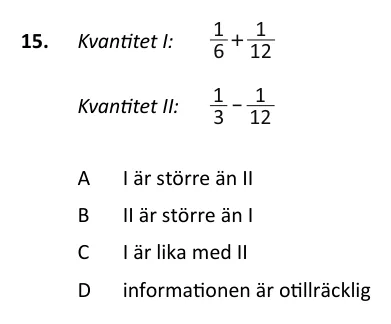 15. Kvantitet I: 1/6 + 1/12
Kvantitet II: 1/3 − 1/12
A I är större än II
B II är större än I
C I är lika med II
D informationen är otillräcklig